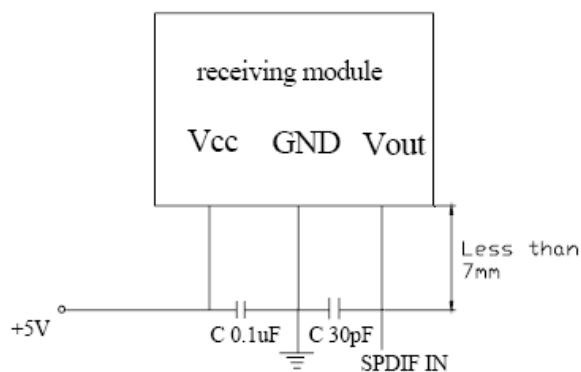 receiving module
Vcc GND Vout
Less than
7mm
+5V
C 0.1uF C 30pF
SPDIF IN